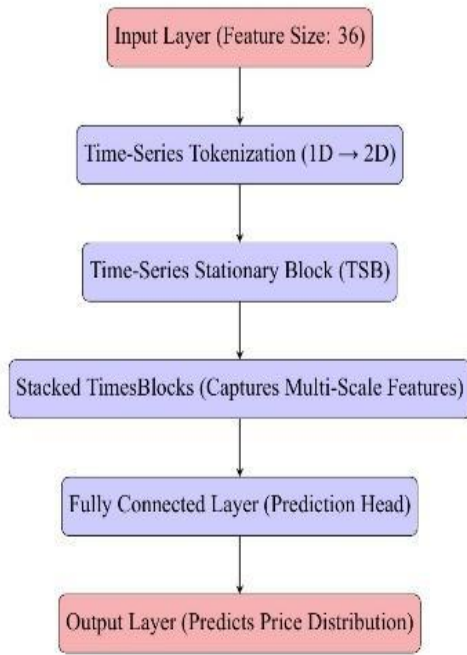 Input Layer (Feature Size: 36)
Time-Series Tokenization (1D → 2D)
Time-Series Stationary Block (TSB)
Stacked TimesBlocks (Captures Multi-Scale Features)
Fully Connected Layer (Prediction Head)
Output Layer (Predicts Price Distribution)